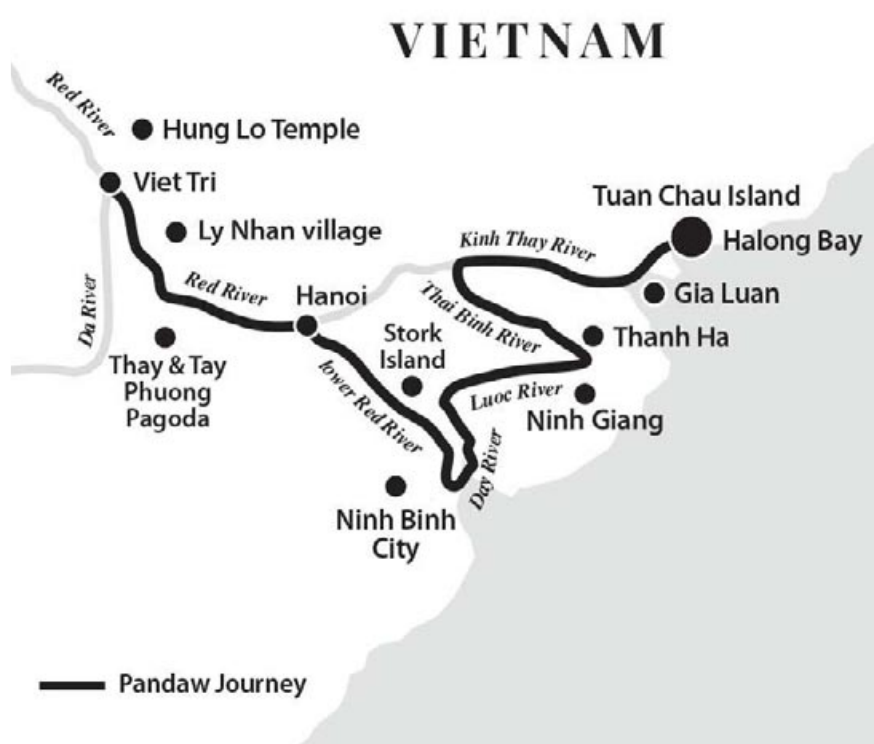 VIETNAM
Red River
Hung Lo Temple
Viet Tri
Tuan Chau Island
Ly Nhan village
Kinh Thay River
Halong Bay
Da River
Red River
Hanoi
Thai Binh River
Gia Luan
Stork
Island
Thanh Ha
Thay & Tay
Phuong
Pagoda
lower Red River
Luoc River
Ninh Giang
Day River
Ninh Binh
City
Pandaw Journey